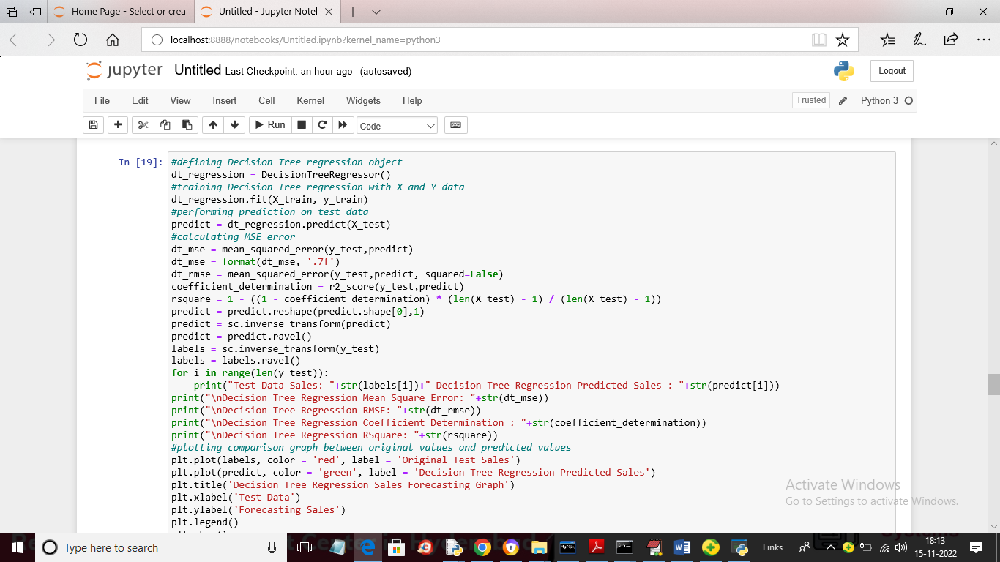 Home Page - Select or creat
Untitled - Jupyter Notel
localhost:8888/notebooks/Untitled.ipynb?kernel_name=python3
jupyter Untitled Last Checkpoint: an hour ago (autosaved)
Logout
File Edit View Insert Cell Kernel Widgets Help
Trusted Python 3
Run Code
In [19]: #defining Decision Tree regression object
dt_regression = DecisionTreeRegressor()
#training Decision Tree regression with X and Y data
dt_regression.fit(X_train, y_train)
#performing prediction on test data
predict = dt_regression.predict(X_test)
#calculating MSE error
dt_mse = mean_squared_error(y_test,predict)
dt_mse = format(dt_mse, '.7f')
dt_rmse = mean_squared_error(y_test,predict, squared=False)
coefficient_determination = r2_score(y_test,predict)
rsquare = 1 - ((1 - coefficient_determination) * (len(X_test) - 1) / (len(X_test) - 1))
predict = predict.reshape(predict.shape[0],1)
predict = sc.inverse_transform(predict)
predict = predict.ravel()
labels = sc.inverse_transform(y_test)
labels = labels.ravel()
for i in range(len(y_test)):
    print("Test Data Sales: "+str(labels[i])+" Decision Tree Regression Predicted Sales : "+str(predict[i]))
print("\nDecision Tree Regression Mean Square Error: "+str(dt_mse))
print("\nDecision Tree Regression RMSE: "+str(dt_rmse))
print("\nDecision Tree Regression Coefficient Determination : "+str(coefficient_determination))
print("\nDecision Tree Regression RSquare: "+str(rsquare))
#plotting comparison graph between original values and predicted values
plt.plot(labels, color = 'red', label = 'Original Test Sales')
plt.plot(predict, color = 'green', label = 'Decision Tree Regression Predicted Sales')
plt.title('Decision Tree Regression Sales Forecasting Graph')
plt.xlabel('Test Data')
plt.ylabel('Forecasting Sales')
plt.legend()
Activate Windows
Go to Settings to activate Windows.
Type here to search
Links
18:13
15-11-2022